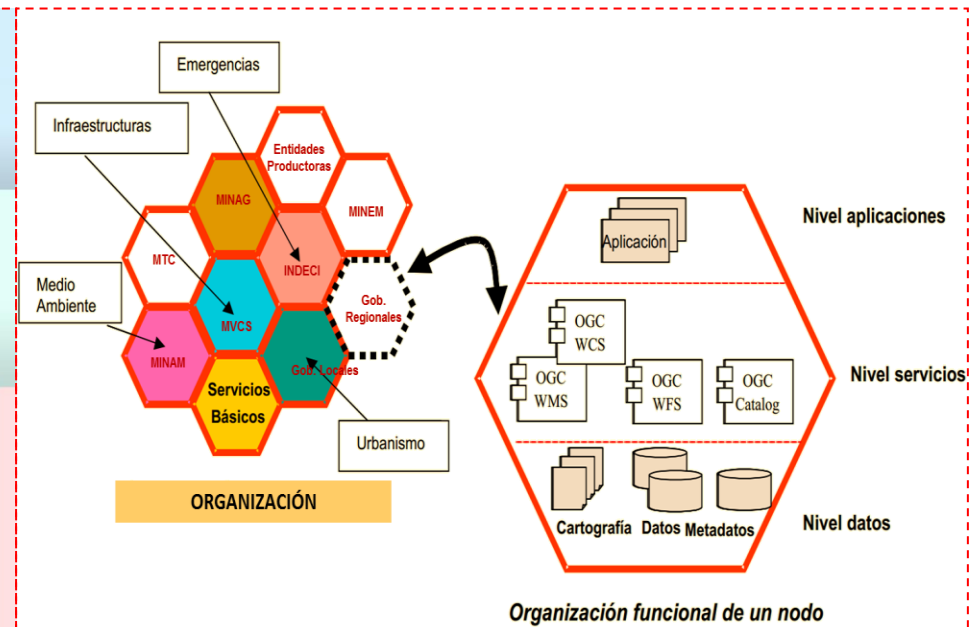 Emergencias
Infraestructuras
Entidades
Productoras
MINAG
MINEM
MTC
INDECI
Medio
Ambiente
Gob.
Regionales
MVCS
MINAM
Gob. Locales
Servicios
Básicos
Urbanismo
ORGANIZACIÓN
Nivel aplicaciones
Aplicación
OGC
WCS
Nivel servicios
OGC
WMS
OGC
WFS
OGC
Catalog
Cartografía
Datos
Metadatos
Nivel datos
Organización funcional de un nodo